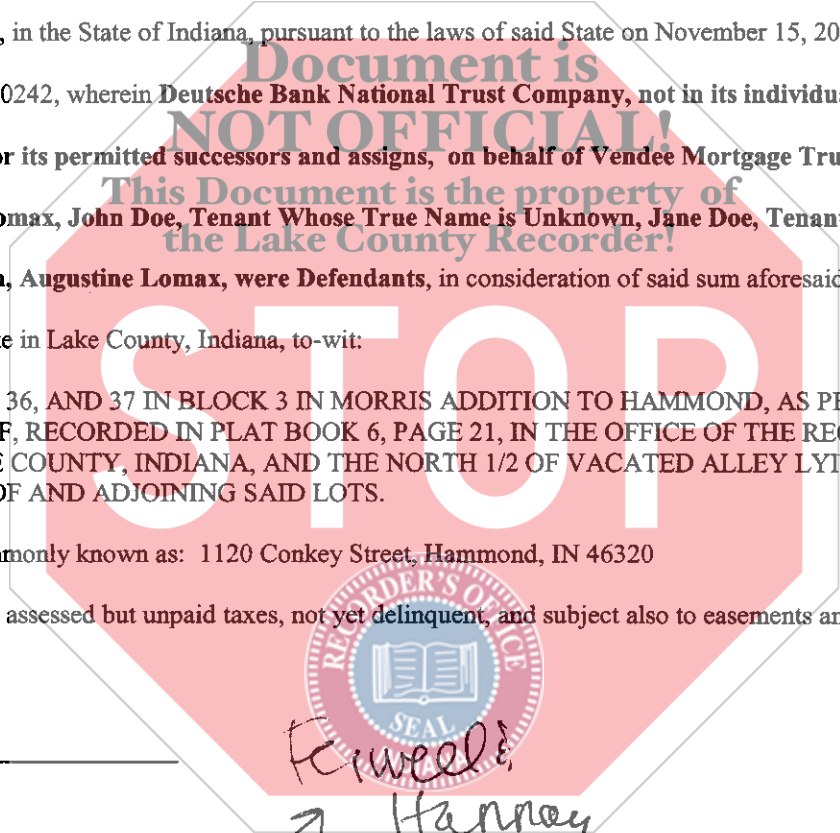 , in the State of Indiana, pursuant to the laws of said State on November 15, 20
Document is
0242, wherein Deutsche Bank National Trust Company, not in its individu
NOT OFFICIAL!
or its permitted successors and assigns, on behalf of Vendee Mortgage Tru
This Document is the property of
omax, John Doe, Tenant Whose True Name is Unknown, Jane Doe, Tenant
the Lake County Recorder!
, Augustine Lomax, were Defendants, in consideration of said sum aforesaid
e in Lake County, Indiana, to-wit:
STOP
36, AND 37 IN BLOCK 3 IN MORRIS ADDITION TO HAMMOND, AS PE
F, RECORDED IN PLAT BOOK 6, PAGE 21, IN THE OFFICE OF THE REC
E COUNTY, INDIANA, AND THE NORTH 1/2 OF VACATED ALLEY LYI
OF AND ADJOINING SAID LOTS.
mmonly known as: 1120 Conkey Street, Hammond, IN 46320
assessed but unpaid taxes, not yet delinquent, and subject also to easements an
RECORDER'S OFFICE
SEAL
INDIANA
Hannay